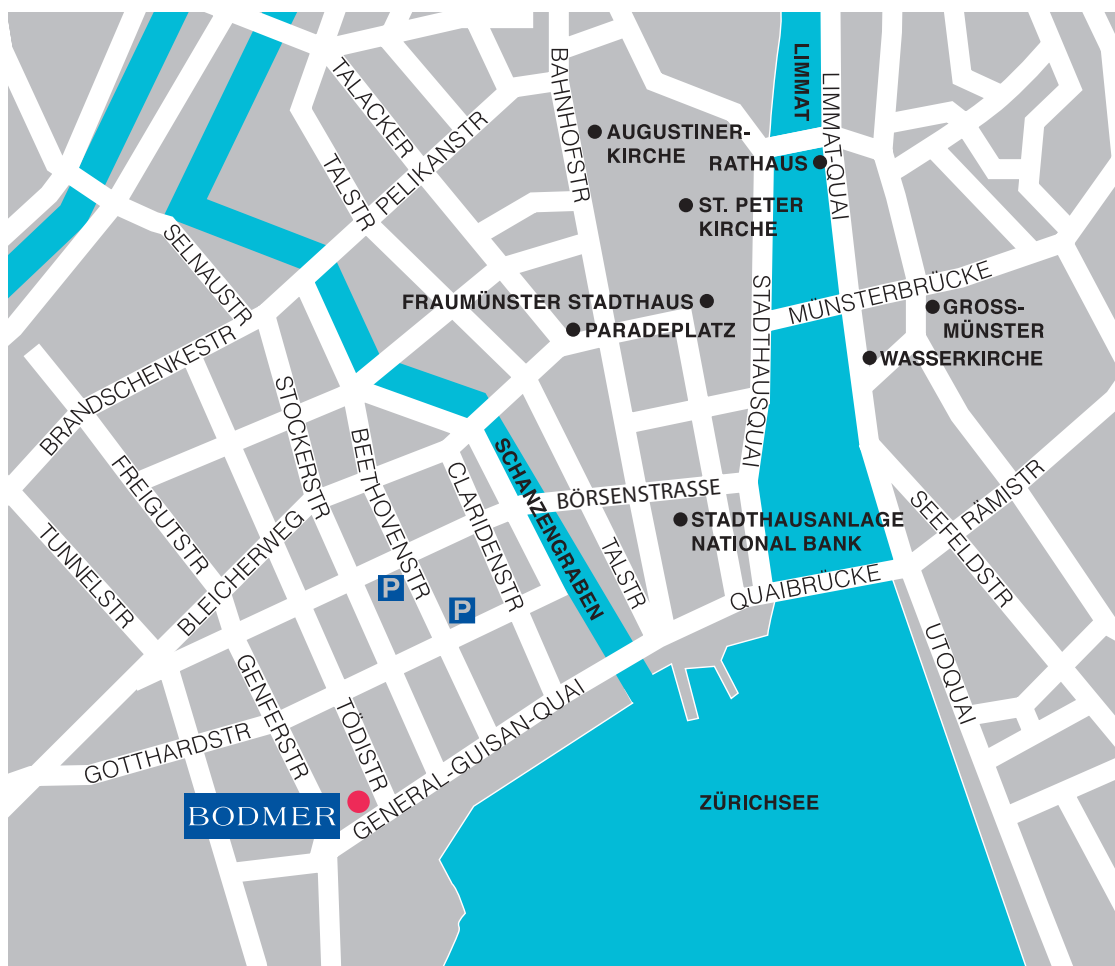 LIMMAT
LIMMAT-QUAI
BAHNHOFSTR
TALACKER
TALSTR
PELIKANSTR
AUGUSTINER-
KIRCHE
RATHAUS
ST. PETER
KIRCHE
SELNAUSTR
STADTHAUSQUAI
MÜNSTERBRÜCKE
FRAUMÜNSTER STADTHAUS
PARADEPLATZ
GROSS-
MÜNSTER
WASSERKIRCHE
BRANDSCHENKESTR
STOCKERSTR
BEETHOVENSTR
FREIGUTSTR
CLARIDENSTR
SCHANZENGRABEN
BÖRSENSTRASSE
STADTHAUSANLAGE
NATIONAL BANK
RÄMISTR
SEEFELDSTR
TUNNELSTR
BLEICHERWEG
TALSTR
QUAIBRÜCKE
P
P
UTOQUAI
GENFERSTR
TÖDISTR
GOTTHARDSTR
GENERAL-GUISAN-QUAI
BODMER
ZÜRICHSEE